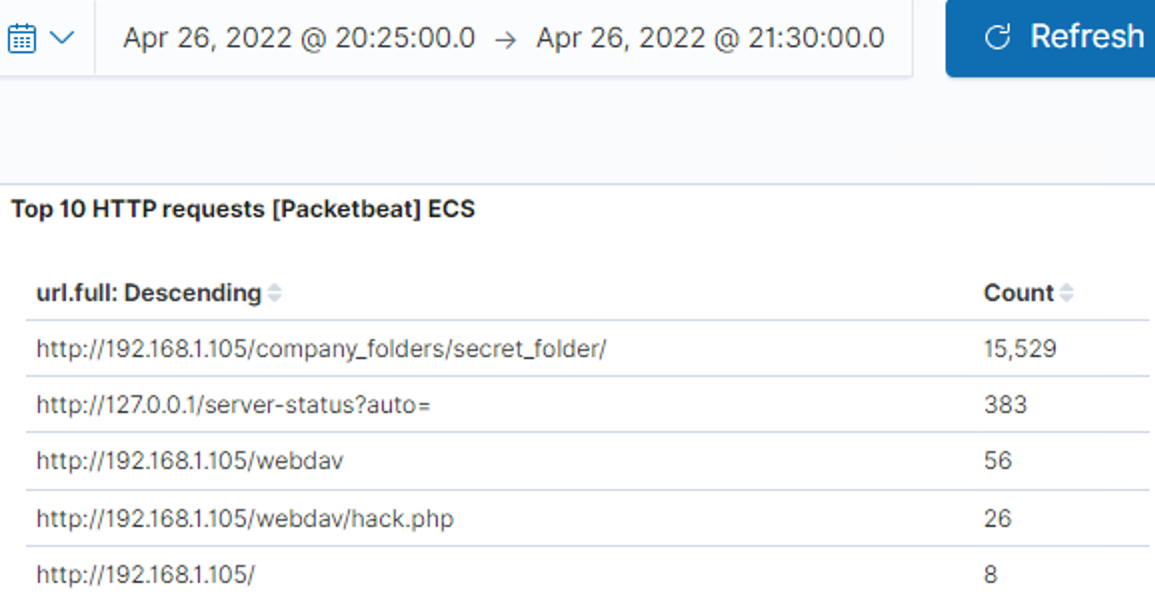 Apr 26, 2022 @ 20:25:00.0 → Apr 26, 2022 @ 21:30:00.0 Refresh
Top 10 HTTP requests [Packetbeat] ECS
url.full: Descending Count
http://192.168.1.105/company_folders/secret_folder/ 15,529
http://127.0.0.1/server-status?auto= 383
http://192.168.1.105/webdav 56
http://192.168.1.105/webdav/hack.php 26
http://192.168.1.105/ 8